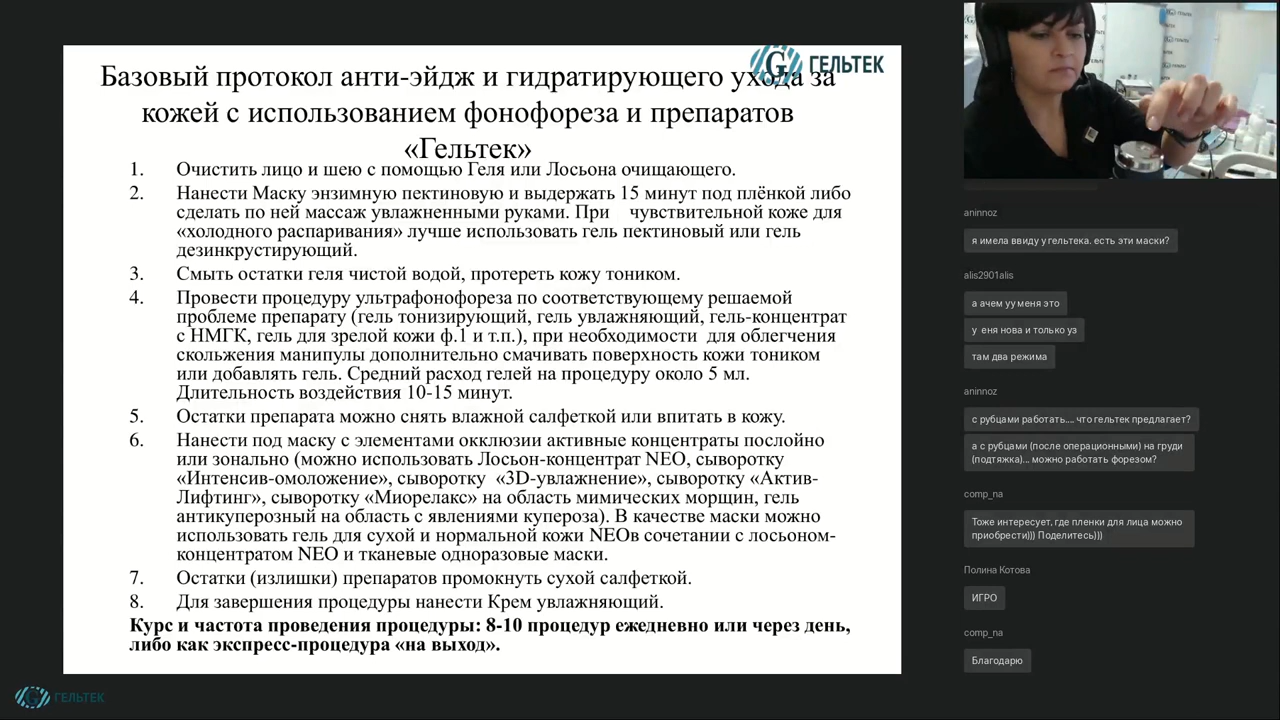 ГЕЛЬТЕК
Базовый протокол анти-эйдж и гидратирующего ухода за
кожей с использованием фонофореза и препаратов
«Гельтек»
1. Очистить лицо и шею с помощью Геля или Лосьона очищающего.
2. Нанести Маску энзимную пектиновую и выдержать 15 минут под плёнкой либо
сделать по ней массаж увлажненными руками. При чувствительной коже для
«холодного распаривания» лучше использовать гель пектиновый или гель
дезинкрустирующий.
3. Смыть остатки геля чистой водой, протереть кожу тоником.
4. Провести процедуру ультрафонофореза по соответствующему решаемой
проблеме препарату (гель тонизирующий, гель увлажняющий, гель-концентрат
с НМГК, гель для зрелой кожи ф.1 и т.п.), при необходимости для облегчения
скольжения манипулы дополнительно смачивать поверхность кожи тоником
или добавлять гель. Средний расход гелей на процедуру около 5 мл.
Длительность воздействия 10-15 минут.
5. Остатки препарата можно снять влажной салфеткой или впитать в кожу.
6. Нанести под маску с элементами окклюзии активные концентраты послойно
или зонально (можно использовать Лосьон-концентрат NEO, сыворотку
«Интенсив-омоложение», сыворотку «3D-увлажнение», сыворотку «Актив-
Лифтинг», сыворотку «Миорелакс» на область мимических морщин, гель
антикуперозный на область с явлениями купероза). В качестве маски можно
использовать гель для сухой и нормальной кожи NEOв сочетании с лосьоном-
концентратом NEO и тканевые одноразовые маски.
7. Остатки (излишки) препаратов промокнуть сухой салфеткой.
8. Для завершения процедуры нанести Крем увлажняющий.
Курс и частота проведения процедуры: 8-10 процедур ежедневно или через день,
либо как экспресс-процедура «на выход».
ГЕЛЬТЕК
aninnoz
я имела ввиду у гельтека. есть эти маски?
alis2901alis
а ачем уу меня это
у еня нова и только уз
там два режима
aninnoz
с рубцами работать.... что гельтек предлагает?
а с рубцами (после операционными) на груди
(подтяжка)... можно работать форезом?
comp_na
Тоже интересует, где пленки для лица можно
приобрести))) Поделитесь)))
Полина Котова
ИГРО
comp_na
Благодарю